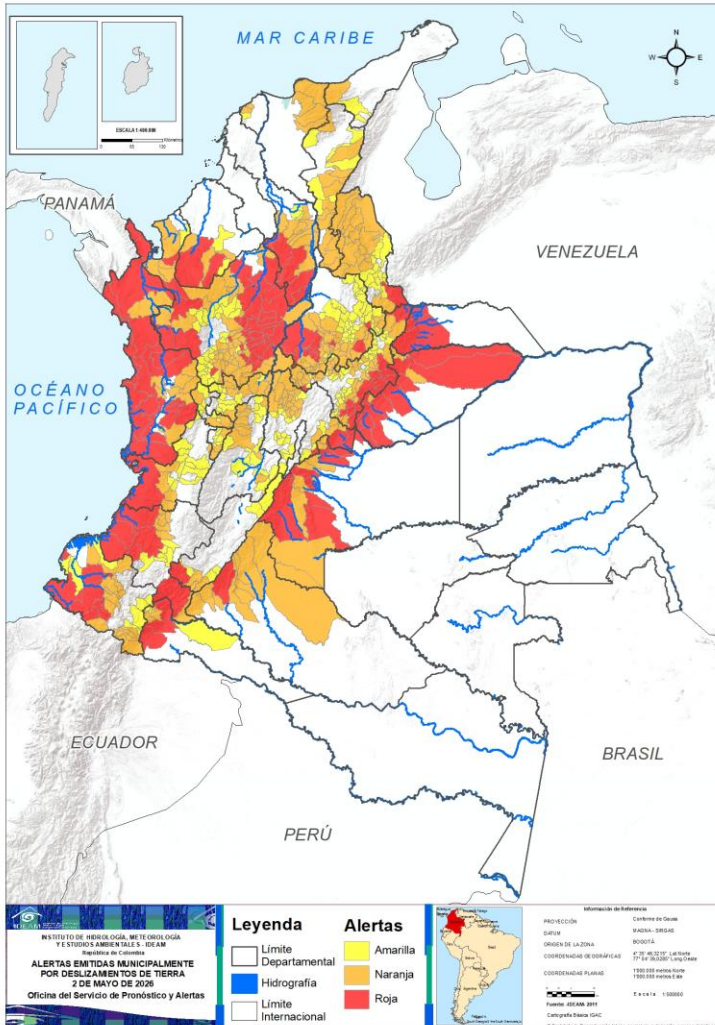 MAR CARIBE
N
W E
S
ESCALA 1:400.000
PANAMÁ
VENEZUELA
OCÉANO
PACÍFICO
ECUADOR
BRASIL
PERÚ
IDEAM
INSTITUTO DE HIDROLOGÍA, METEOROLOGÍA
Y ESTUDIOS AMBIENTALES - IDEAM
República de Colombia
ALERTAS EMITIDAS MUNICIPALMENTE
POR DESLIZAMIENTOS DE TIERRA
2 DE MAYO DE 2026
Oficina del Servicio de Pronóstico y Alertas
Leyenda
Límite
Departamental
Hidrografía
Límite
Internacional
Alertas
Amarilla
Naranja
Roja
Información de Referencia
PROYECCIÓN Conforme de Gauss
DATUM MAGNA - SIRGAS
ORIGEN DE LA ZONA BOGOTÁ
COORDENADAS GEOGRÁFICAS
COORDENADAS PLANAS
Cartografía Básica IGAC